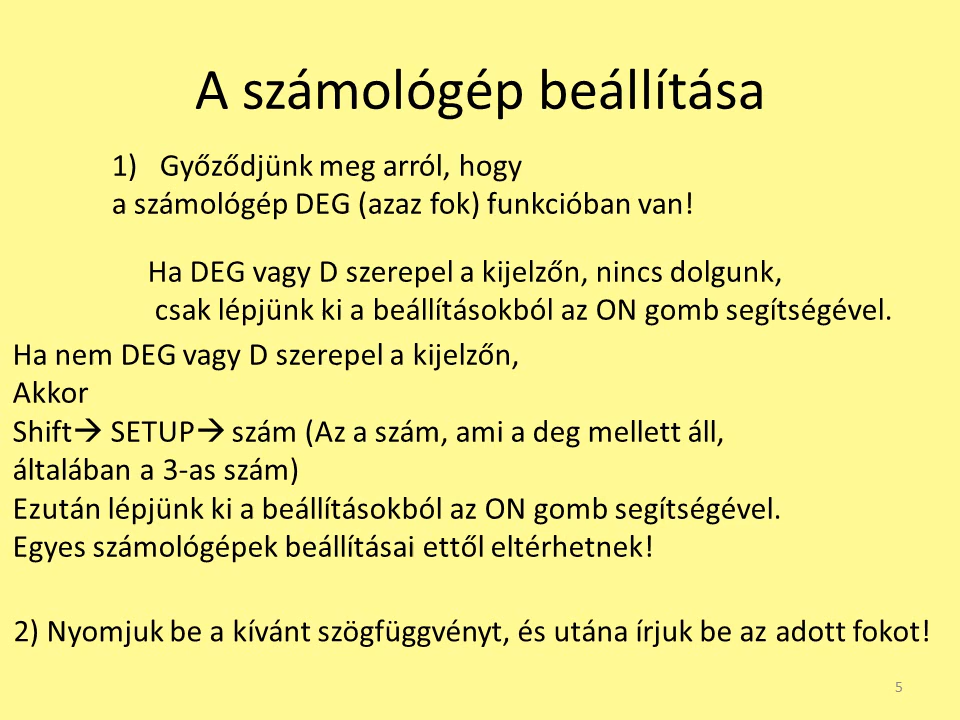 A számológép beállítása
1) Győződjünk meg arról, hogy
a számológép DEG (azaz fok) funkcióban van!
Ha DEG vagy D szerepel a kijelzőn, nincs dolgunk,
csak lépjünk ki a beállításokból az ON gomb segítségével.
Ha nem DEG vagy D szerepel a kijelzőn,
Akkor
Shift→ SETUP→ szám (Az a szám, ami a deg mellett áll,
általában a 3-as szám)
Ezután lépjünk ki a beállításokból az ON gomb segítségével.
Egyes számológépek beállításai ettől eltérhetnek!
2) Nyomjuk be a kívánt szögfüggvényt, és utána írjuk be az adott fokot!
5